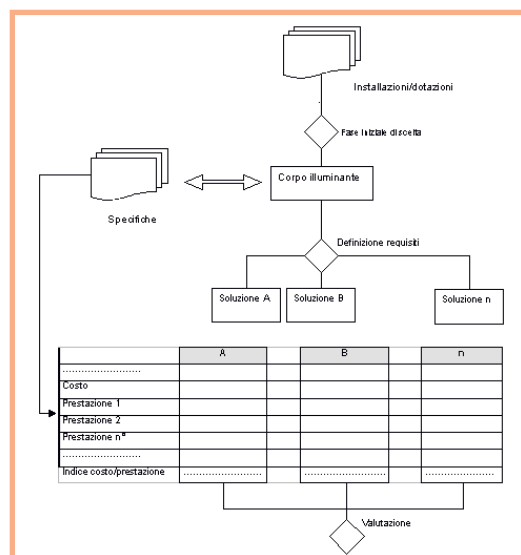 Installazioni/dotazioni
Fase iniziale di scelta
Corpo illuminante
Specifiche
Definizione requisiti
Soluzione A
Soluzione B
Soluzione n
A B n
........................
Costo
Prestazione 1
Prestazione 2
Prestazione n°
........................
Indice costo/prestazione ......................... ......................... .........................
Valutazione